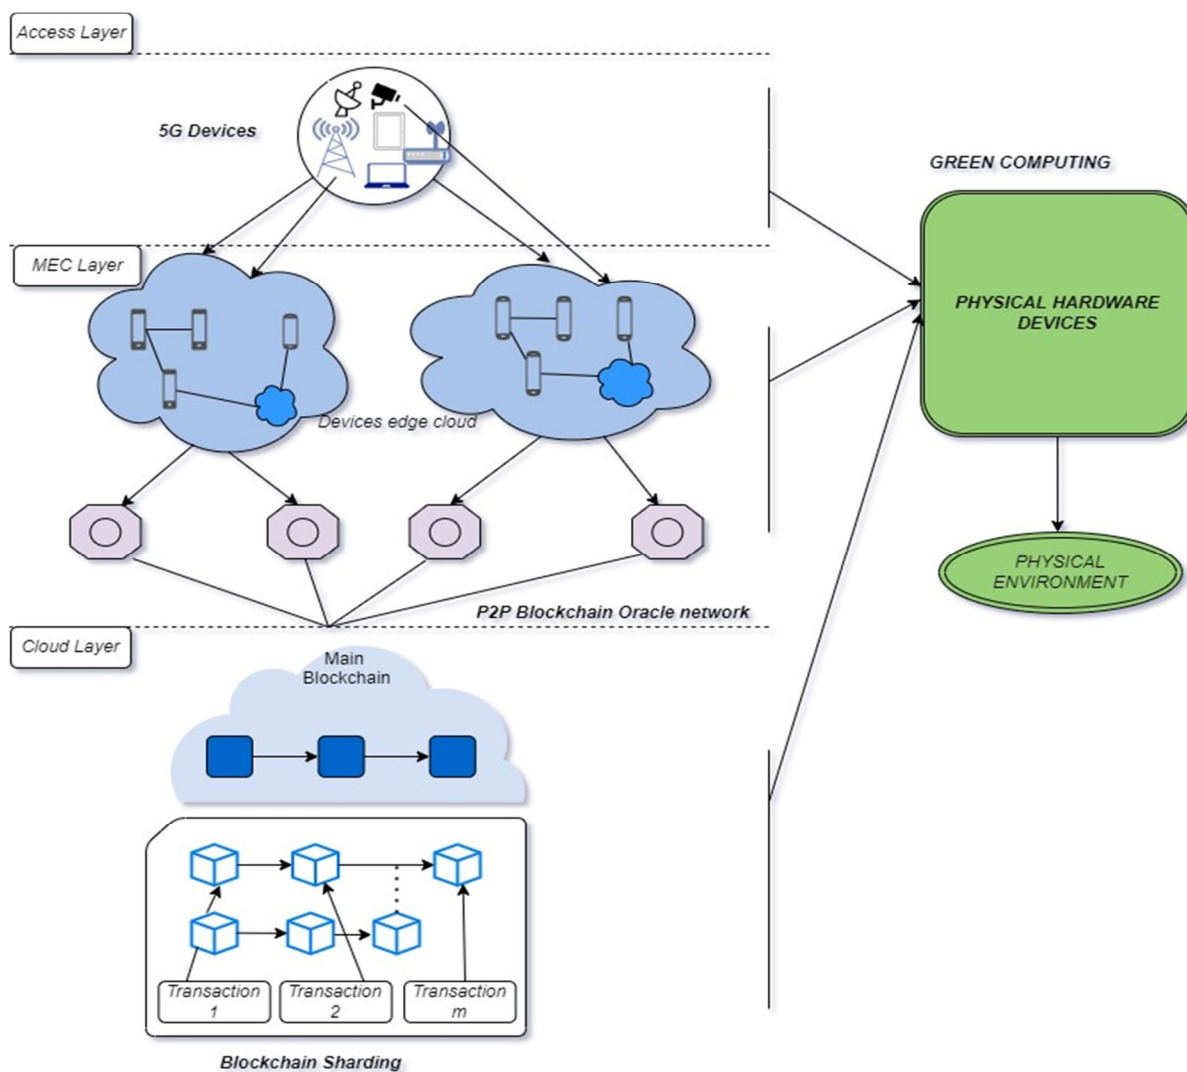 Access Layer
5G Devices
GREEN COMPUTING
MEC Layer
PHYSICAL HARDWARE
DEVICES
Devices edge cloud
PHYSICAL
ENVIRONMENT
P2P Blockchain Oracle network
Cloud Layer
Main
Blockchain
Transaction
1
Transaction
2
Transaction
m
Blockchain Sharding